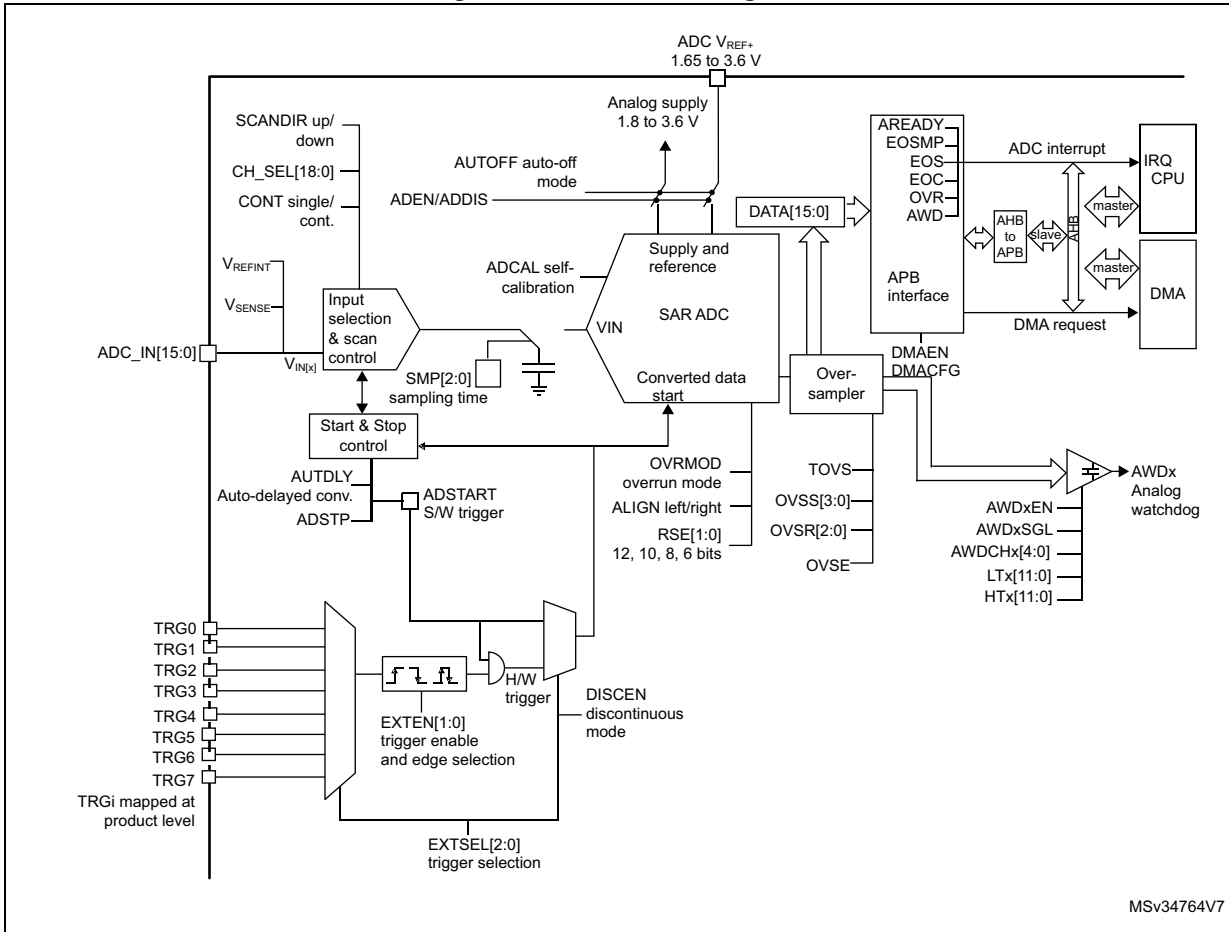 ADC VREF+
1.65 to 3.6 V
Analog supply
1.8 to 3.6 V
SCANDIR up/
down
CH_SEL[18:0]
CONT single/
cont.
AUTOFF auto-off
mode
ADEN/ADDIS
AREADY
EOSMP
EOS
EOC
OVR
AWD
ADC interrupt
IRQ
CPU
master
DATA[15:0]
AHB
to
APB
slave
AHB
master
DMA
APB
interface
DMA request
DMAEN
DMACFG
Supply and
reference
ADCAL self-
calibration
VIN
SAR ADC
Converted data
start
VREFINT
VSENSE
Input
selection
& scan
control
ADC_IN[15:0]
VIN[x]
SMP[2:0]
sampling time
Over-
sampler
Start & Stop
control
AUTDLY
Auto-delayed conv.
ADSTP
ADSTART
S/W trigger
OVRMOD
overrun mode
ALIGN left/right
RSE[1:0]
12, 10, 8, 6 bits
TOVS
OVSS[3:0]
OVSR[2:0]
OVSE
AWDx
Analog
watchdog
AWDxEN
AWDxSGL
AWDCHx[4:0]
LTx[11:0]
HTx[11:0]
TRG0
TRG1
TRG2
TRG3
TRG4
TRG5
TRG6
TRG7
TRGi mapped at
product level
H/W
trigger
EXTEN[1:0]
trigger enable
and edge selection
DISCEN
discontinuous
mode
EXTSEL[2:0]
trigger selection
MSv34764V7